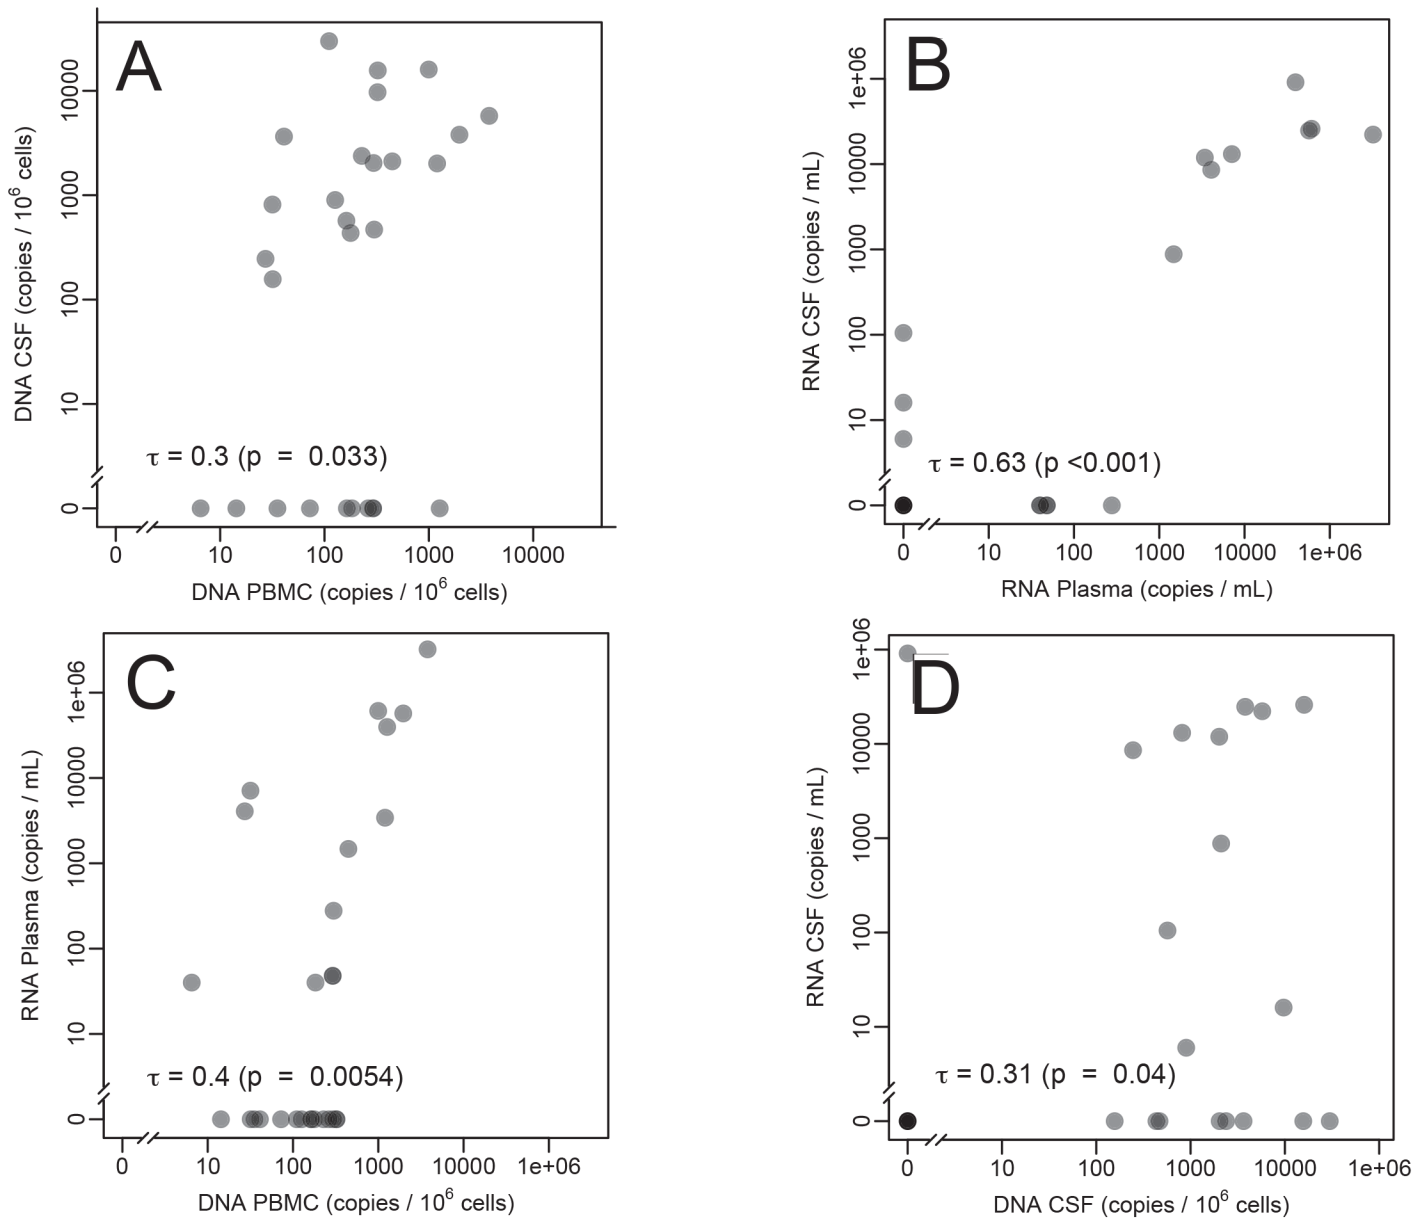 A
DNA CSF (copies / 10⁶ cells)
10000
1000
100
10
0
τ = 0.3 (p = 0.033)
0 10 100 1000 10000
DNA PBMC (copies / 10⁶ cells)
B
RNA CSF (copies / mL)
1e+06
10000
1000
100
10
0
τ = 0.63 (p <0.001)
0 10 100 1000 10000 1e+06
RNA Plasma (copies / mL)
C
RNA Plasma (copies / mL)
1e+06
10000
1000
100
10
0
τ = 0.4 (p = 0.0054)
0 10 100 1000 10000 1e+06
DNA PBMC (copies / 10⁶ cells)
D
RNA CSF (copies / mL)
1e+06
10000
1000
100
10
0
τ = 0.31 (p = 0.04)
0 10 100 1000 10000 1e+06
DNA CSF (copies / 10⁶ cells)